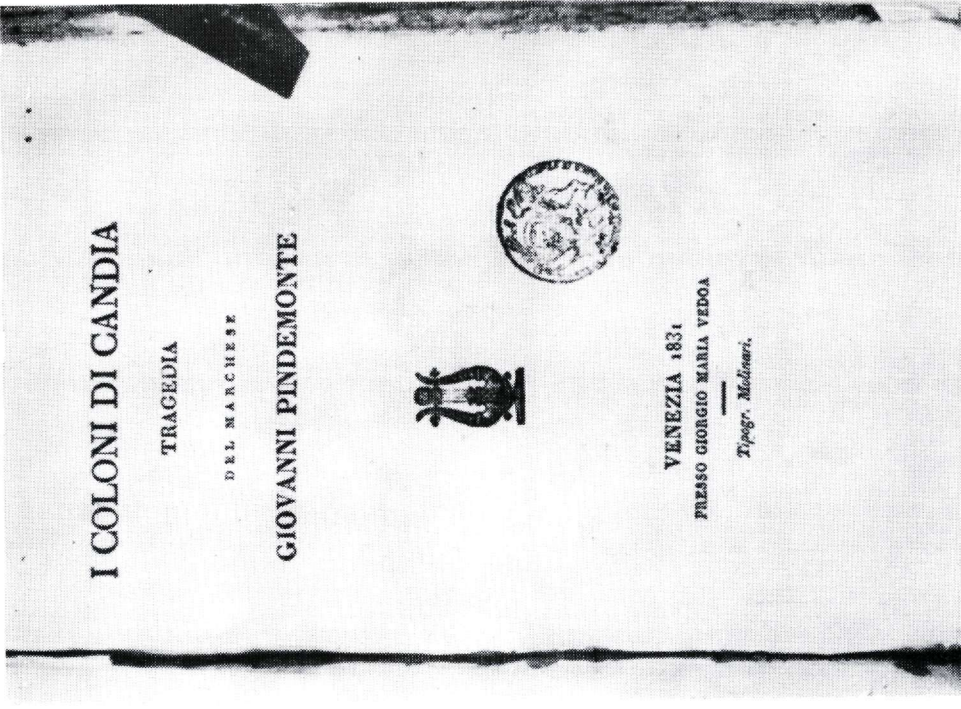 I COLONI DI CANDIA
TRAGEDIA
DEL MARCHESE
GIOVANNI PINDEMONTE
VENEZIA 1831
PRESSO GIORGIO MARIA VEDOA
Tipogr. Molinari.